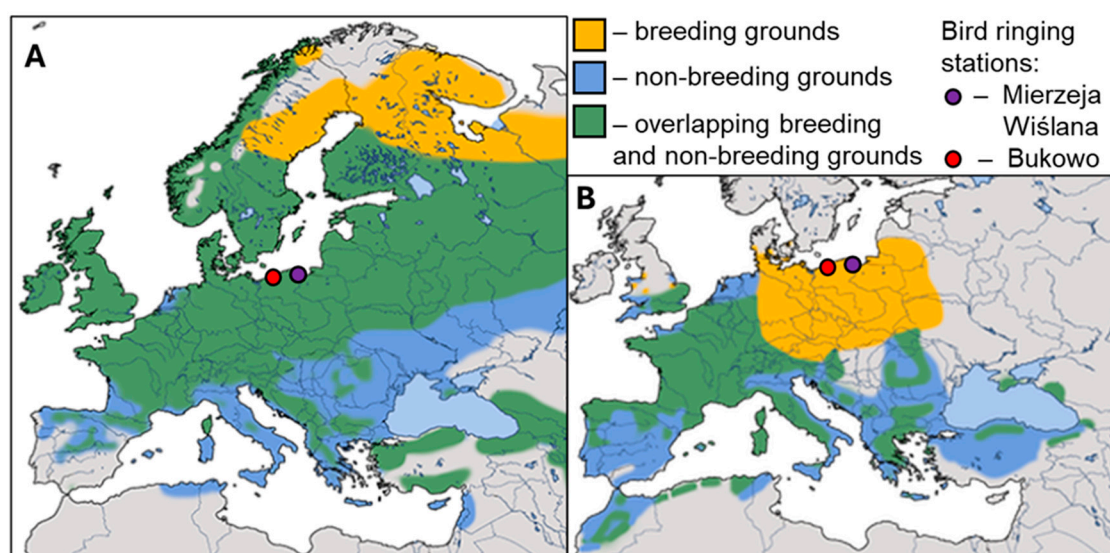 A
– breeding grounds
– non-breeding grounds
– overlapping breeding
and non-breeding grounds
Bird ringing
stations:
– Mierzeja
Wiślana
– Bukowo
B